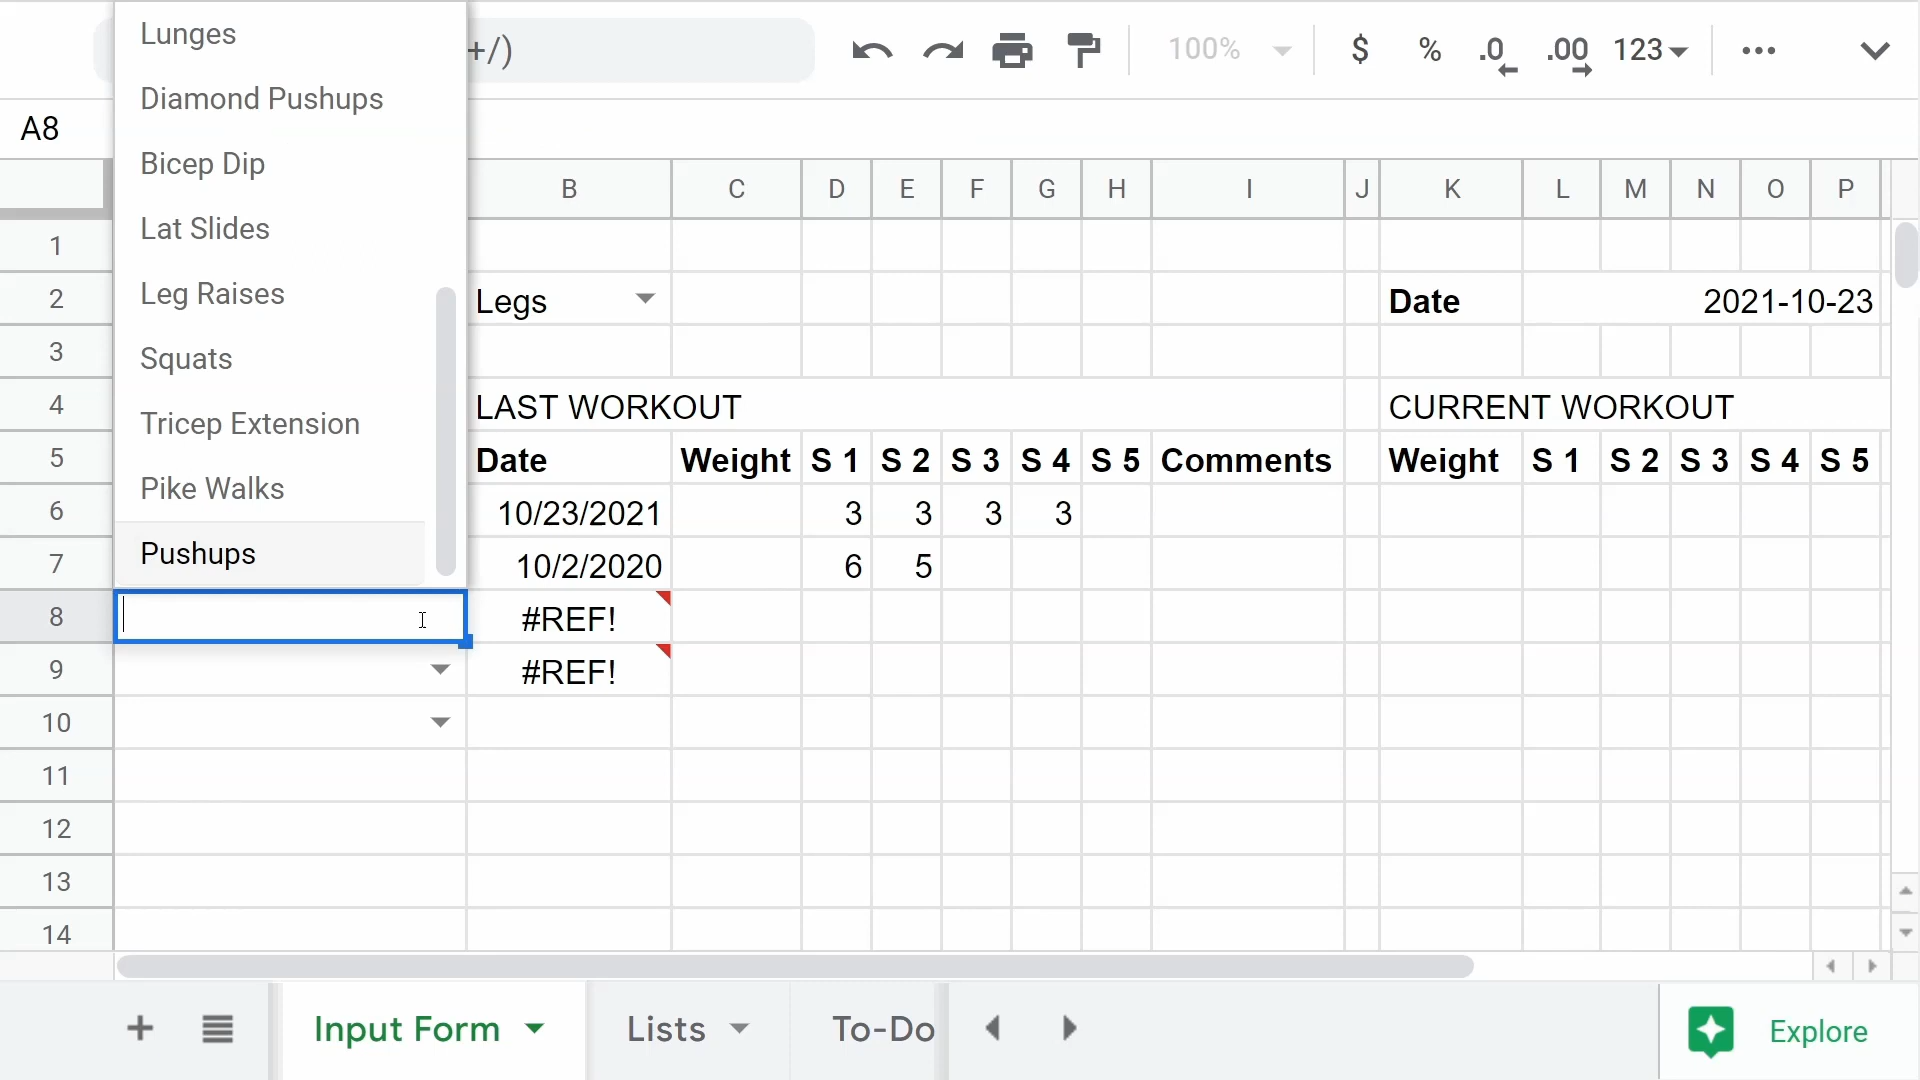 Lunges
+/)
100%
$
%
.0
.00
123
Diamond Pushups
A8
Bicep Dip
B C D E F G H I J K L M N O P
Lat Slides
1
Leg Raises
2 Legs Date 2021-10-23
3
Squats
4 LAST WORKOUT CURRENT WORKOUT
Tricep Extension
5 Date Weight S 1 S 2 S 3 S 4 S 5 Comments Weight S 1 S 2 S 3 S 4 S 5
Pike Walks
6 10/23/2021 3 3 3 3
Pushups
7 10/2/2020 6 5
8 #REF!
9 #REF!
10
11
12
13
14
Input Form
Lists
To-Do
Explore